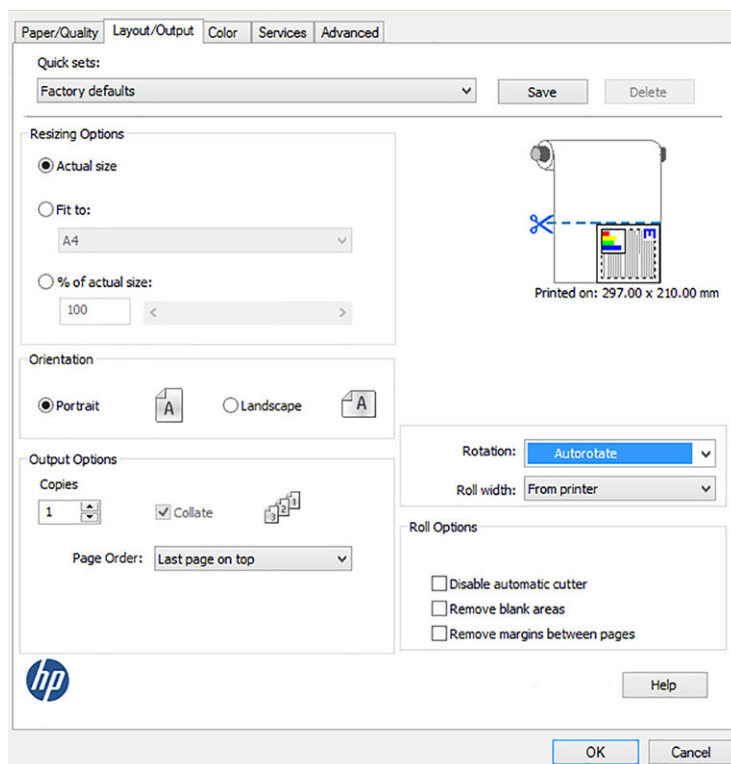 Paper/Quality Layout/Output Color Services Advanced
Quick sets:
Factory defaults Save Delete
Resizing Options
Actual size
Fit to:
A4
% of actual size:
100
Printed on: 297.00 x 210.00 mm
Orientation
Portrait A Landscape A
Rotation: Autorotate
Roll width: From printer
Output Options
Copies
1 Collate 3 2 1
Page Order: Last page on top
Roll Options
Disable automatic cutter
Remove blank areas
Remove margins between pages
hp
Help
OK Cancel